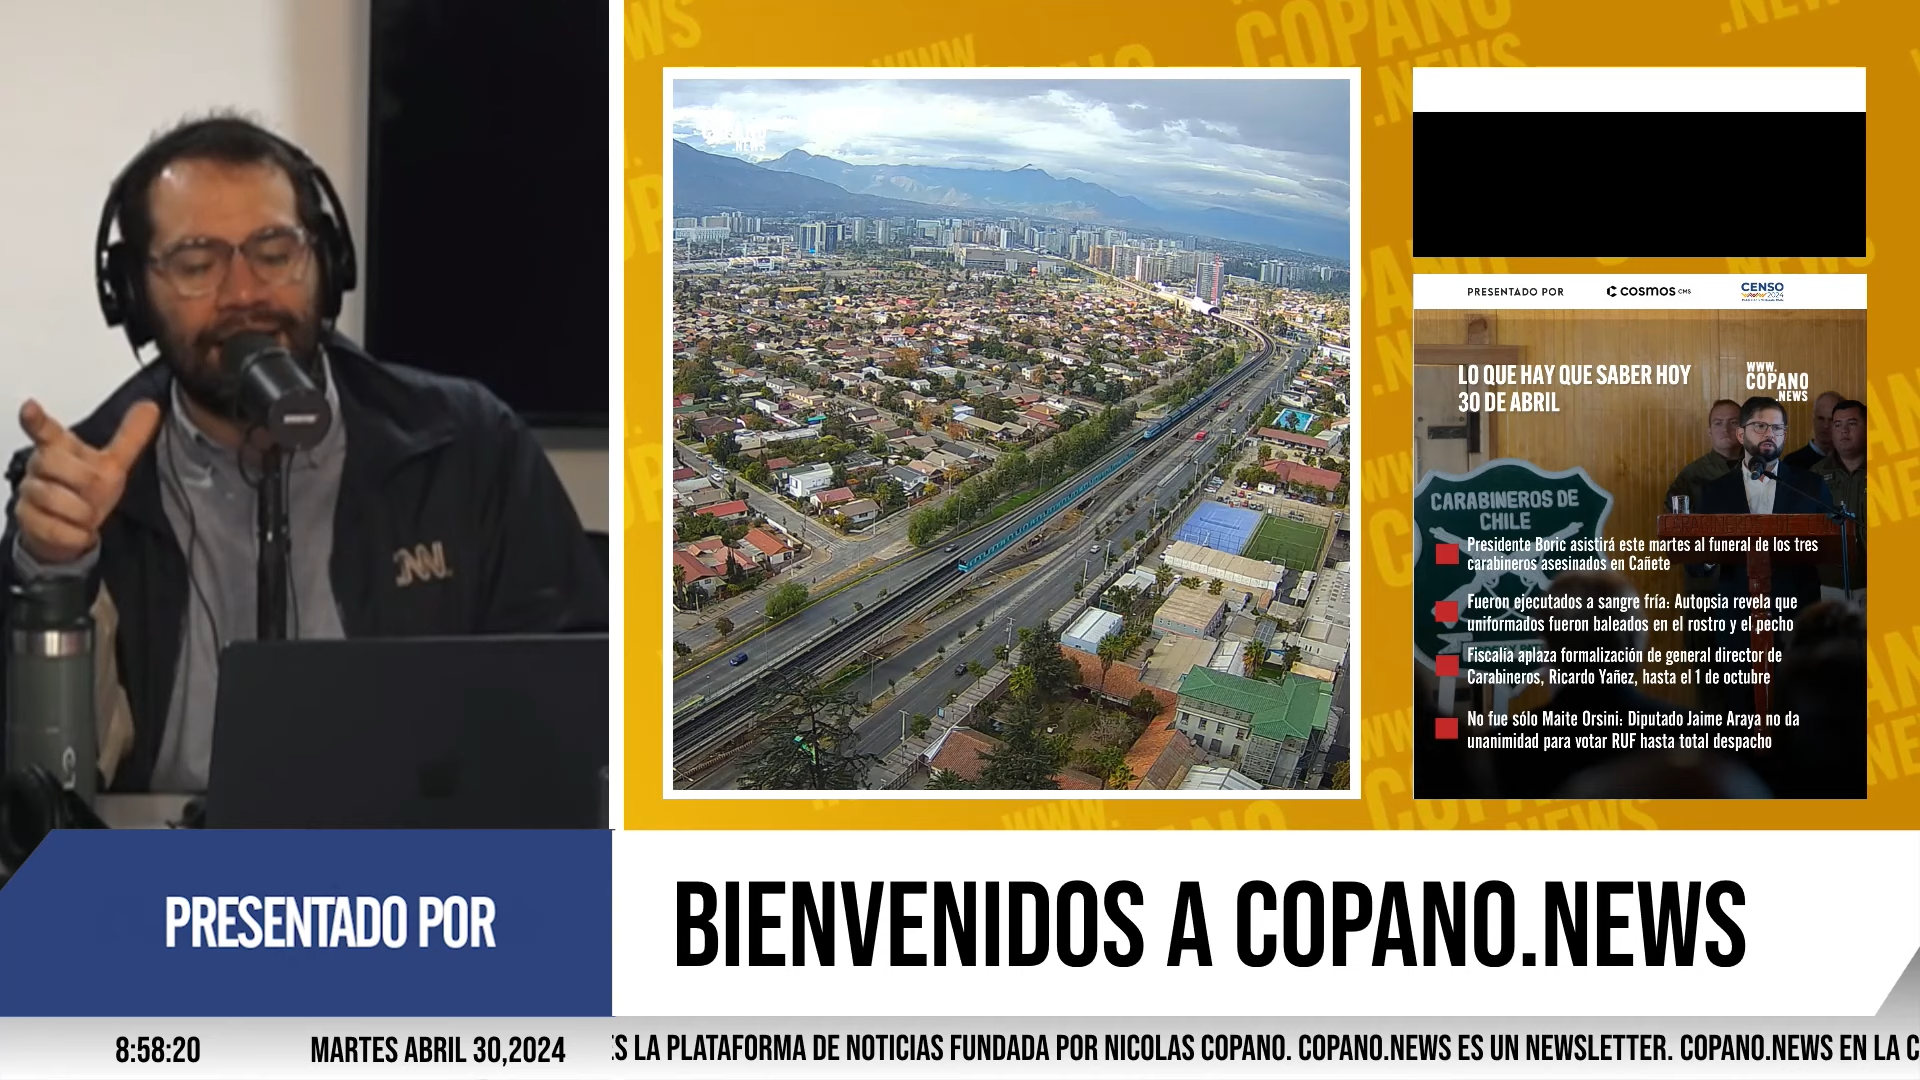 COPANO
.NEWS
PRESENTADO POR
COSMOS CMS
CENSO
2024
LO QUE HAY QUE SABER HOY
30 DE ABRIL
WWW.
COPANO
.NEWS
CARABINEROS DE
CHILE
Presidente Boric asistirá este martes al funeral de los tres
carabineros asesinados en Cañete
Fueron ejecutados a sangre fría: Autopsia revela que
uniformados fueron baleados en el rostro y el pecho
Fiscalía aplaza formalización de general director de
Carabineros, Ricardo Yañez, hasta el 1 de octubre
No fue sólo Maite Orsini: Diputado Jaime Araya no da
unanimidad para votar RUF hasta total despacho
PRESENTADO POR
BIENVENIDOS A COPANO.NEWS
8:58:20
MARTES ABRIL 30,2024
ES LA PLATAFORMA DE NOTICIAS FUNDADA POR NICOLAS COPANO. COPANO.NEWS ES UN NEWSLETTER. COPANO.NEWS EN LA C